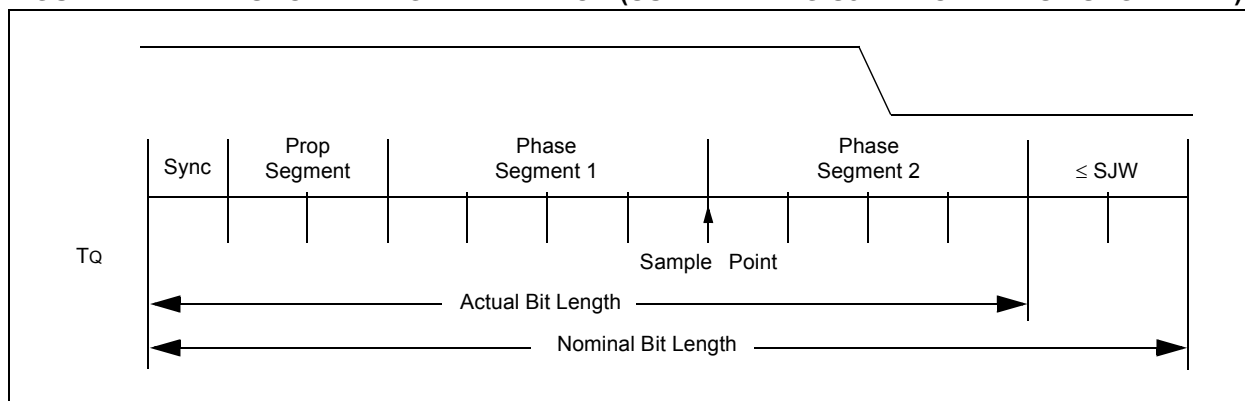 Sync
Prop
Segment
Phase
Segment 1
Phase
Segment 2
≤ SJW
TQ
Sample Point
Actual Bit Length
Nominal Bit Length